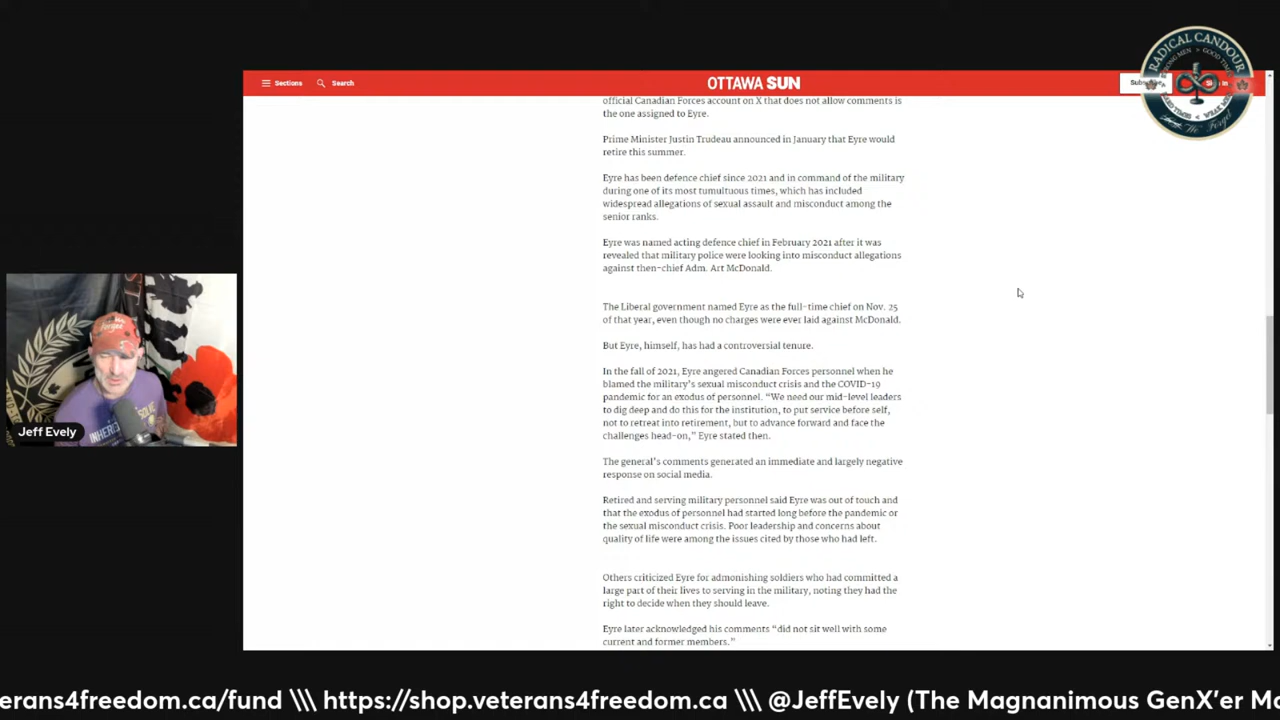 RADICAL CANDOUR
Sections
Search
OTTAWA SUN
official Canadian Forces account on X that does not allow comments is
the one assigned to Eyre.
Prime Minister Justin Trudeau announced in January that Eyre would
retire this summer.
Eyre has been defence chief since 2021 and in command of the military
during one of its most tumultuous times, which has included
widespread allegations of sexual assault and misconduct among the
senior ranks.
Eyre was named acting defence chief in February 2021 after it was
revealed that military police were looking into misconduct allegations
against then-chief Adm. Art McDonald.
The Liberal government named Eyre as the full-time chief on Nov. 25
of that year, even though no charges were ever laid against McDonald.
But Eyre, himself, has had a controversial tenure.
In the fall of 2021, Eyre angered Canadian Forces personnel when he
blamed the military's sexual misconduct crisis and the COVID-19
pandemic for an exodus of personnel. “We need our mid-level leaders
to dig deep and do this for the institution, to put service before self,
not to retreat into retirement, but to advance forward and face the
challenges head-on,” Eyre stated then.
The general's comments generated an immediate and largely negative
response on social media.
Retired and serving military personnel said Eyre was out of touch and
that the exodus of personnel had started long before the pandemic or
the sexual misconduct crisis. Poor leadership and concerns about
quality of life were among the issues cited by those who had left.
Others criticized Eyre for admonishing soldiers who had committed a
large part of their lives to serving in the military, noting they had the
right to decide when they should leave.
Eyre later acknowledged his comments “did not sit well with some
current and former members.”
Jeff Evely
erans4freedom.ca/fund \\\ https://shop.veterans4freedom.ca \\\ @JeffEvely (The Magnanimous GenX'er Ma